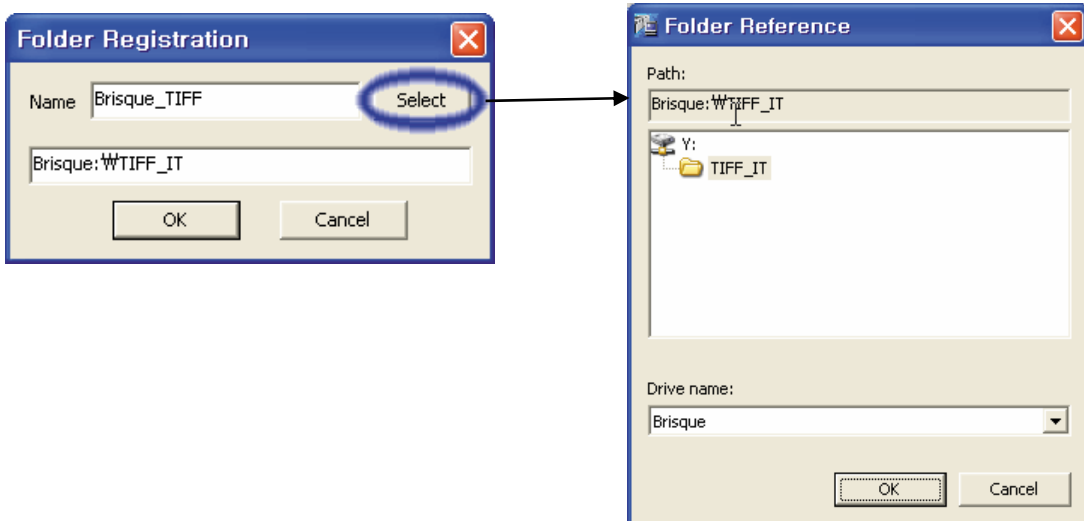 Folder Registration
Name Brisque_TIFF Select
Brisque:₩TIFF_IT
OK Cancel
Folder Reference
Path:
Brisque:₩TIFF_IT
Y:
TIFF_IT
Drive name:
Brisque
OK Cancel